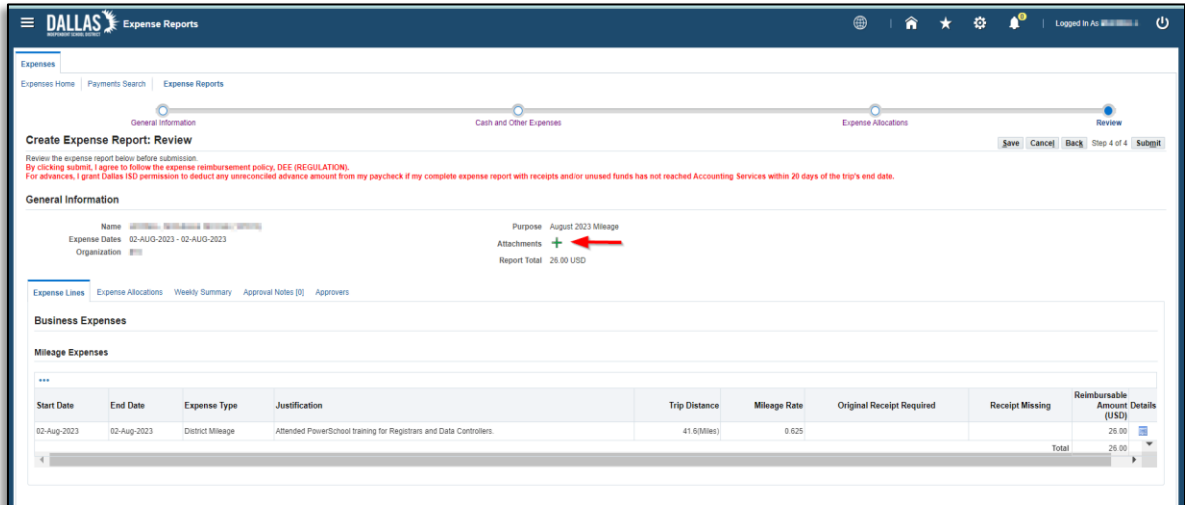 DALLAS Expense Reports
INDEPENDENT SCHOOL DISTRICT
0
Logged In As
Expenses
Expenses Home Payments Search Expense Reports
General Information Cash and Other Expenses Expense Allocations Review
Create Expense Report: Review
Save Cancel Back Step 4 of 4 Submit
Review the expense report below before submission.
By clicking submit, I agree to follow the expense reimbursement policy, DEE (REGULATION).
For advances, I grant Dallas ISD permission to deduct any unreconciled advance amount from my paycheck if my complete expense report with receipts and/or unused funds has not reached Accounting Services within 20 days of the trip's end date.
General Information
Name
Purpose August 2023 Mileage
Expense Dates 02-AUG-2023 - 02-AUG-2023
Attachments
Organization
Report Total 26.00 USD
Expense Lines Expense Allocations Weekly Summary Approval Notes [0] Approvers
Business Expenses
Mileage Expenses
Start Date End Date Expense Type Justification Trip Distance Mileage Rate Original Receipt Required Receipt Missing Reimbursable Amount (USD) Details
02-Aug-2023 02-Aug-2023 District Mileage Attended PowerSchool training for Registrars and Data Controllers. 41.6(Miles) 0.625 26.00
Total 26.00